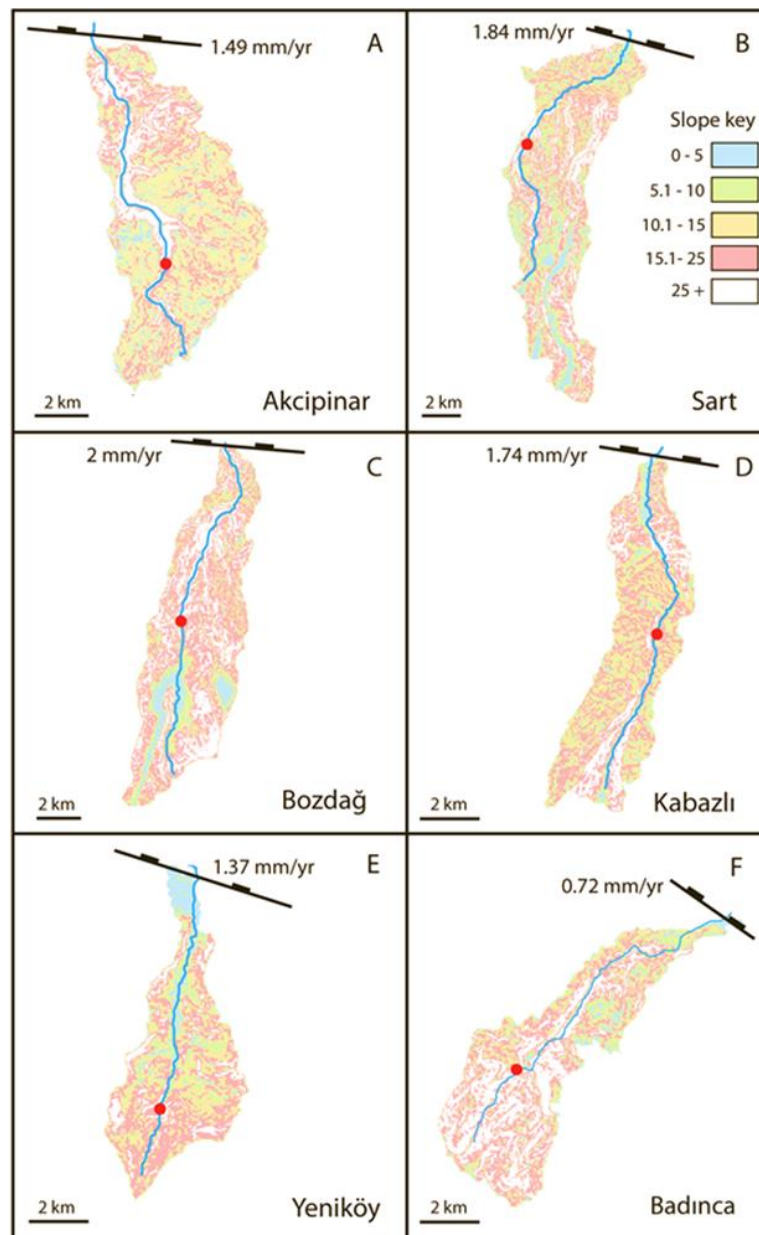 A
1.49 mm/yr
2 km
Akcipinar
B
1.84 mm/yr
Slope key
0 - 5
5.1 - 10
10.1 - 15
15.1- 25
25 +
2 km
Sart
C
2 mm/yr
2 km
Bozdağ
D
1.74 mm/yr
2 km
Kabazlı
E
1.37 mm/yr
2 km
Yeniköy
F
0.72 mm/yr
2 km
Badınca